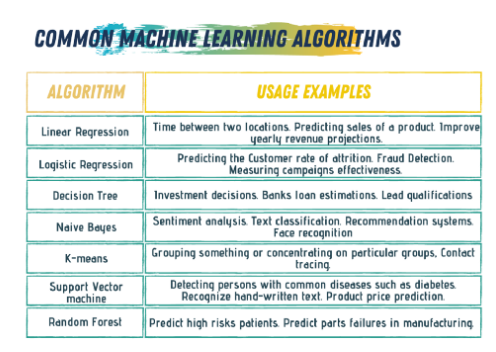 COMMON MACHINE LEARNING ALGORITHMS
ALGORITHM
USAGE EXAMPLES
Linear Regression
Time between two locations. Predicting sales of a product. Improve
yearly revenue projections.
Logistic Regression
Predicting the Customer rate of attrition. Fraud Detection.
Measuring campaigns effectiveness.
Decision Tree
Investment decisions. Banks loan estimations. Lead qualifications
Naive Bayes
Sentiment analysis. Text classification. Recommendation systems.
Face recognition
K-means
Grouping something or concentrating on particular groups, Contact
tracing.
Support Vector
machine
Detecting persons with common diseases such as diabetes.
Recognize hand-written text. Product price prediction.
Random Forest
Predict high risks patients. Predict parts failures in manufacturing.